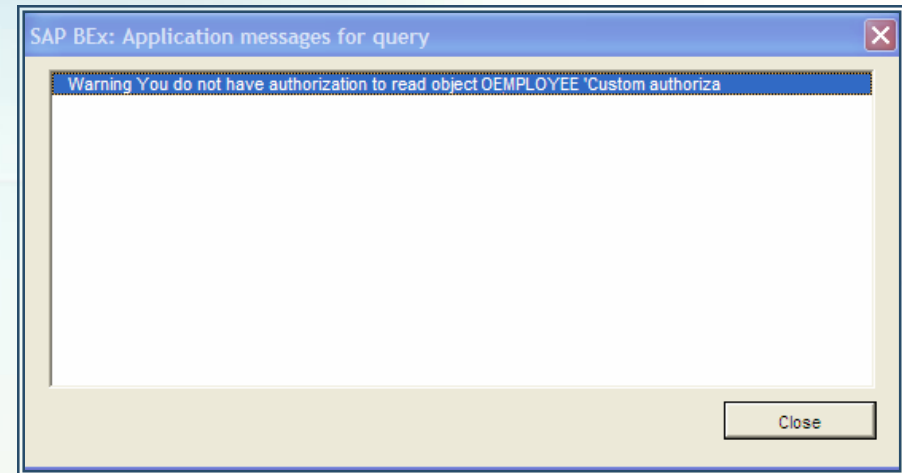 SAP BEx: Application messages for query
Warning You do not have authorization to read object 0EMPLOYEE 'Custom authoriza
Close